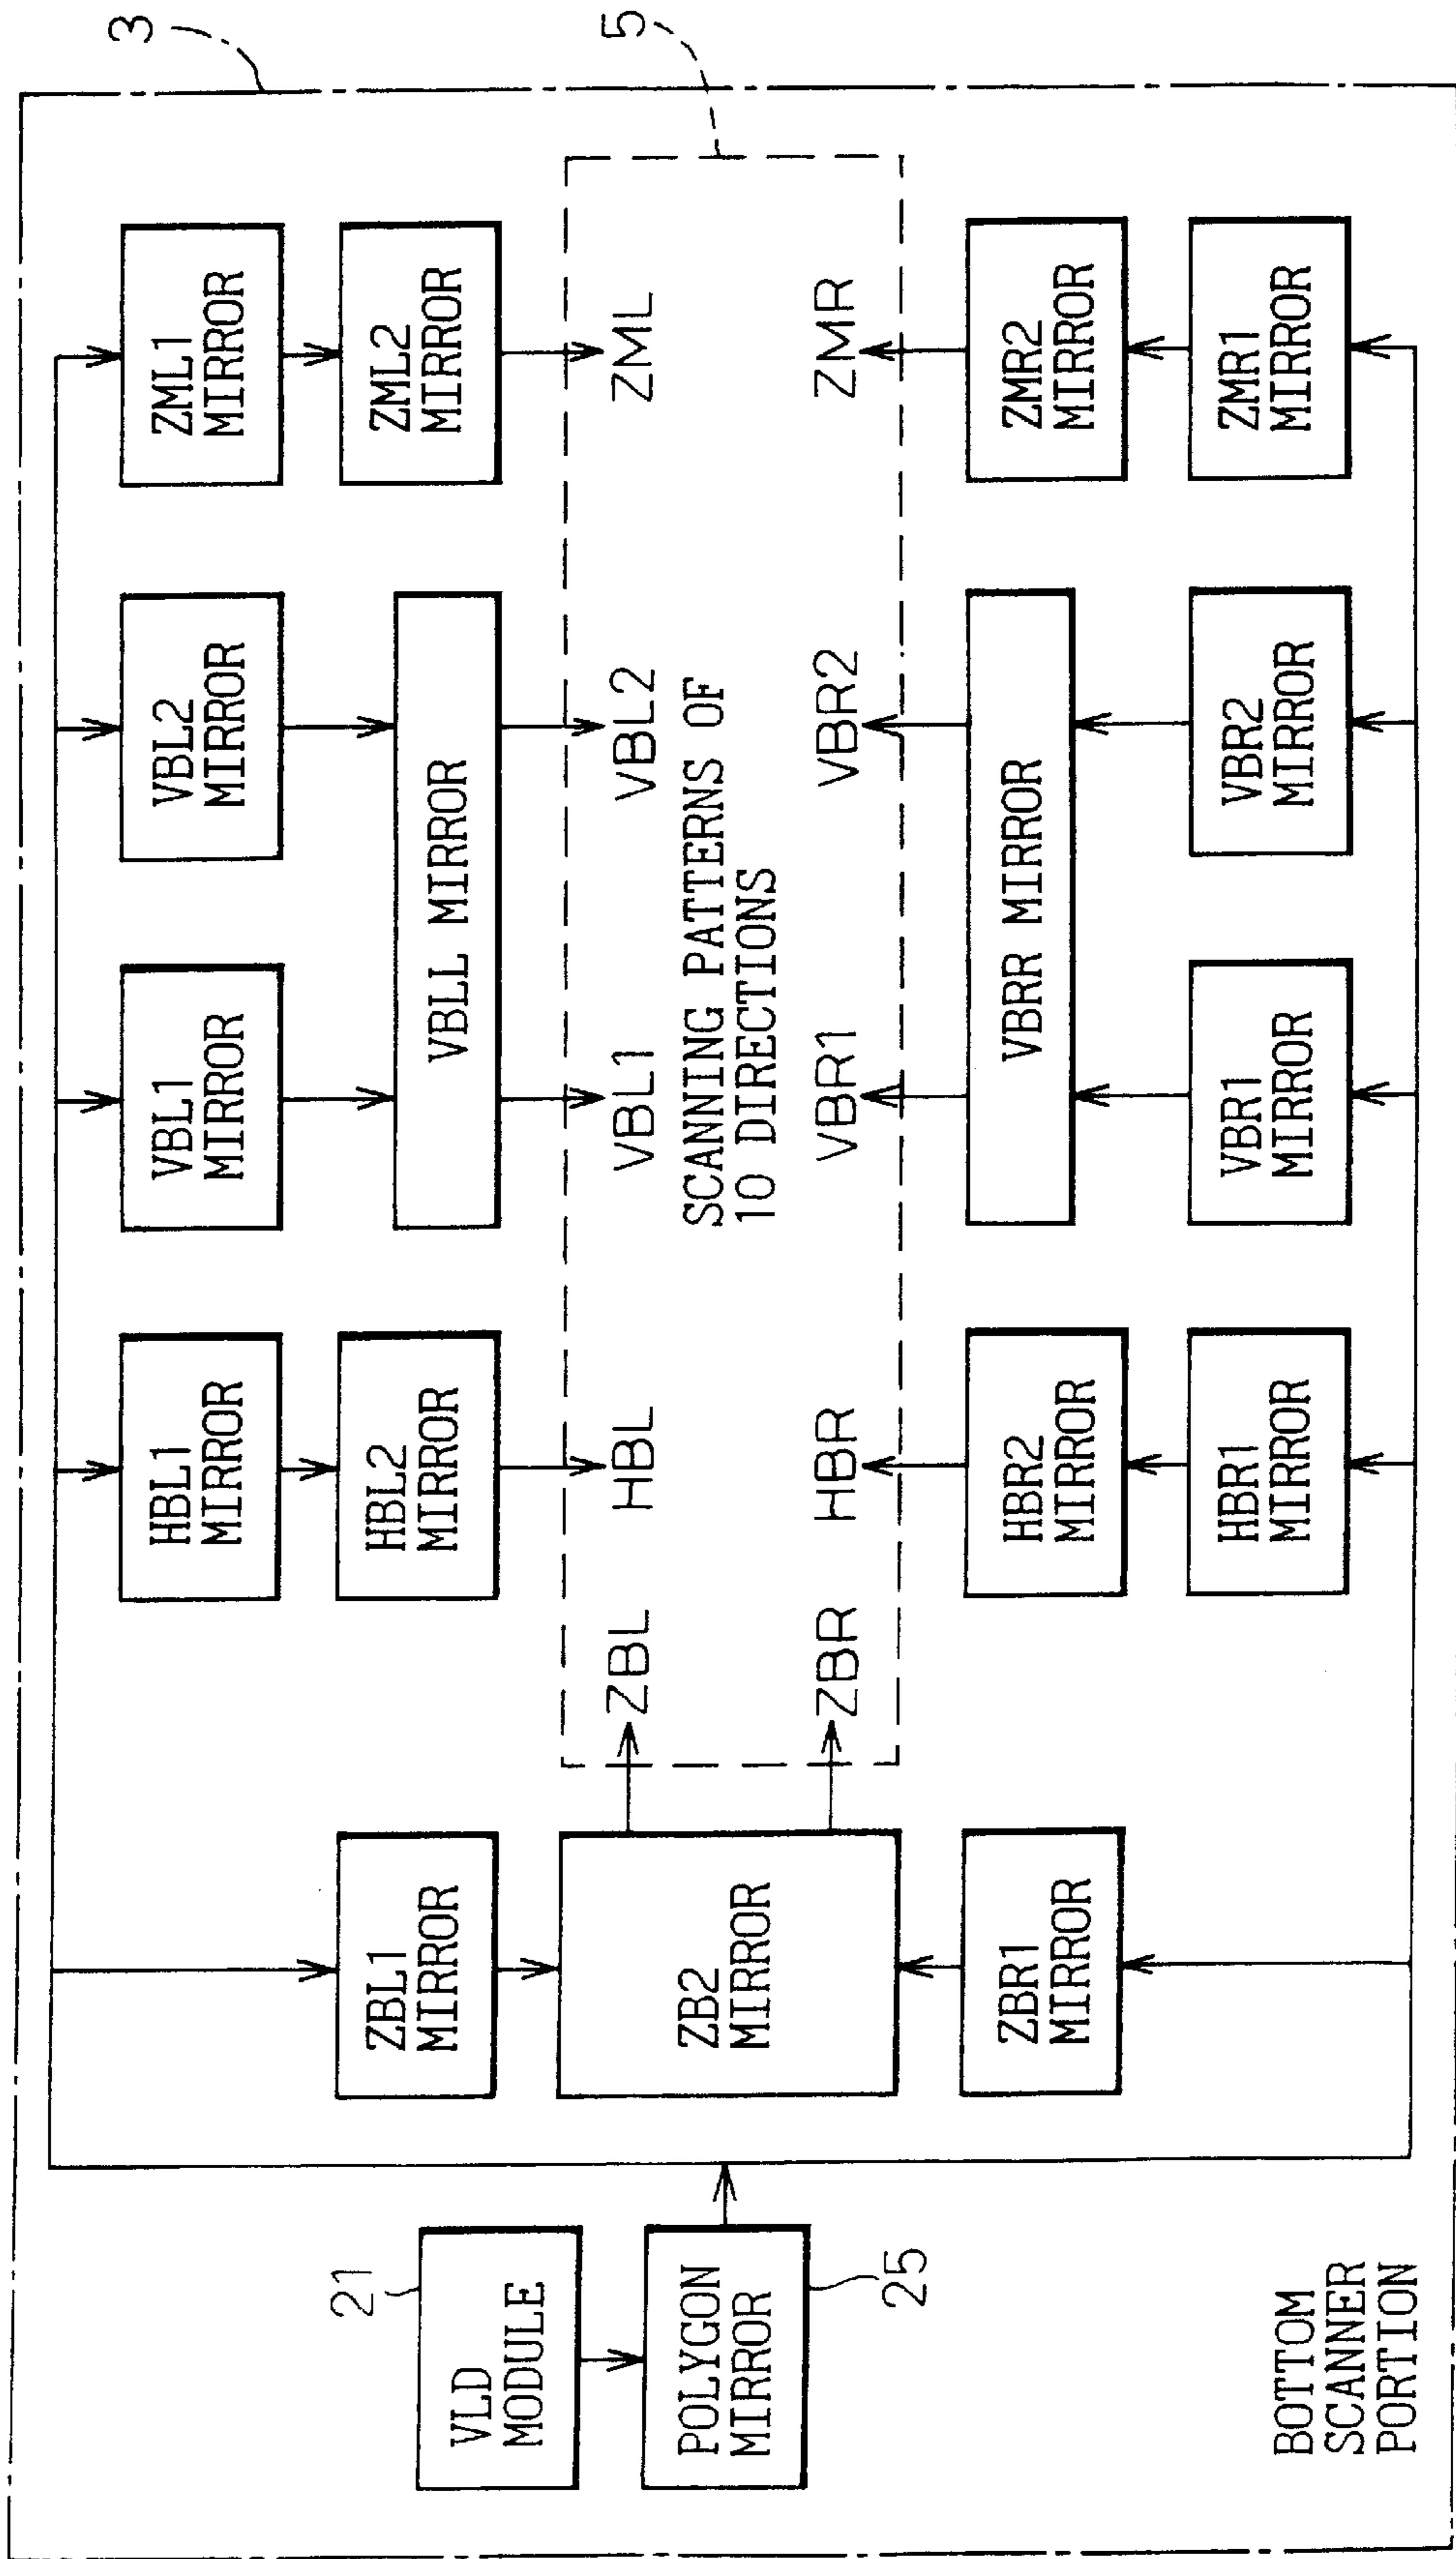 3
5
ZML1
MIRROR
ZML2
MIRROR
ZML
ZMR
ZMR2
MIRROR
ZMR1
MIRROR
VBL2
MIRROR
VBL1
MIRROR
VBLL MIRROR
VBL2
VBL1
SCANNING PATTERNS OF
10 DIRECTIONS
VBR2
VBR1
VBRR MIRROR
VBR2
MIRROR
VBR1
MIRROR
HBL1
MIRROR
HBL2
MIRROR
HBL
HBR
HBR2
MIRROR
HBR1
MIRROR
ZBL
ZBR
ZBL1
MIRROR
ZB2
MIRROR
ZBR1
MIRROR
21
VLD
MODULE
POLYGON
MIRROR
25
BOTTOM
SCANNER
PORTION